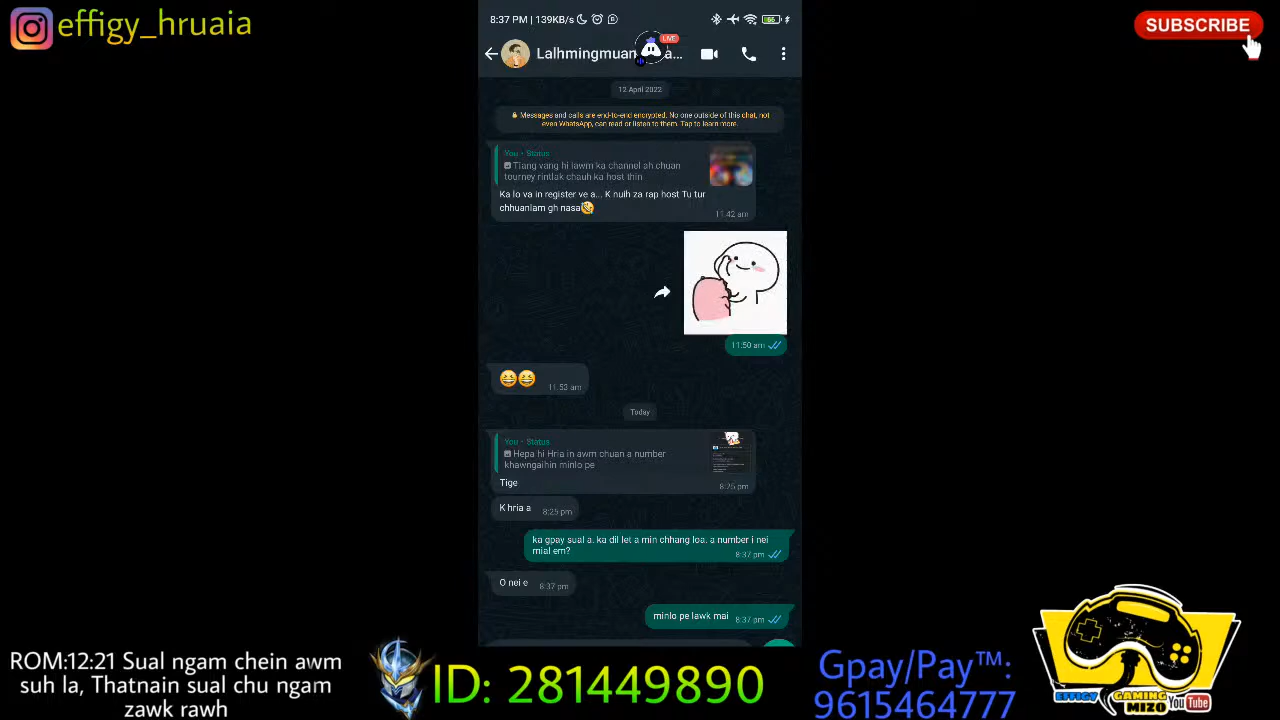 effigy_hruaia
SUBSCRIBE
8:37 PM | 139KB/s
66
LIVE
Lalhmingmuan a...
12 April 2022
Messages and calls are end-to-end encrypted. No one outside of this chat, not
even WhatsApp, can read or listen to them. Tap to learn more.
You • Status
Tlang vang hi lawm ka channel ah chuan
tourney rintlak chauh ka host thin
Ka lo va in register ve a... K nuih za rap host Tu tur
chhuanlam gh nasa
11:42 am
11:50 am
11:53 am
Today
You • Status
Hepa hi Hria in awm chuan a number
khawngaihin minlo pe
Tige
8:25 pm
K hria a 8:25 pm
ka gpay sual a. ka dil let a min chhang loa. a number i nei
mial em?
8:37 pm
O nei e 8:37 pm
minlo pe lawk mai 8:37 pm
ROM:12:21 Sual ngam chein awm
suh la, Thatnain sual chu ngam
zawk rawh
ID: 281449890
Gpay/Pay™:
9615464777
EFFIGY GAMING
MIZO YouTube